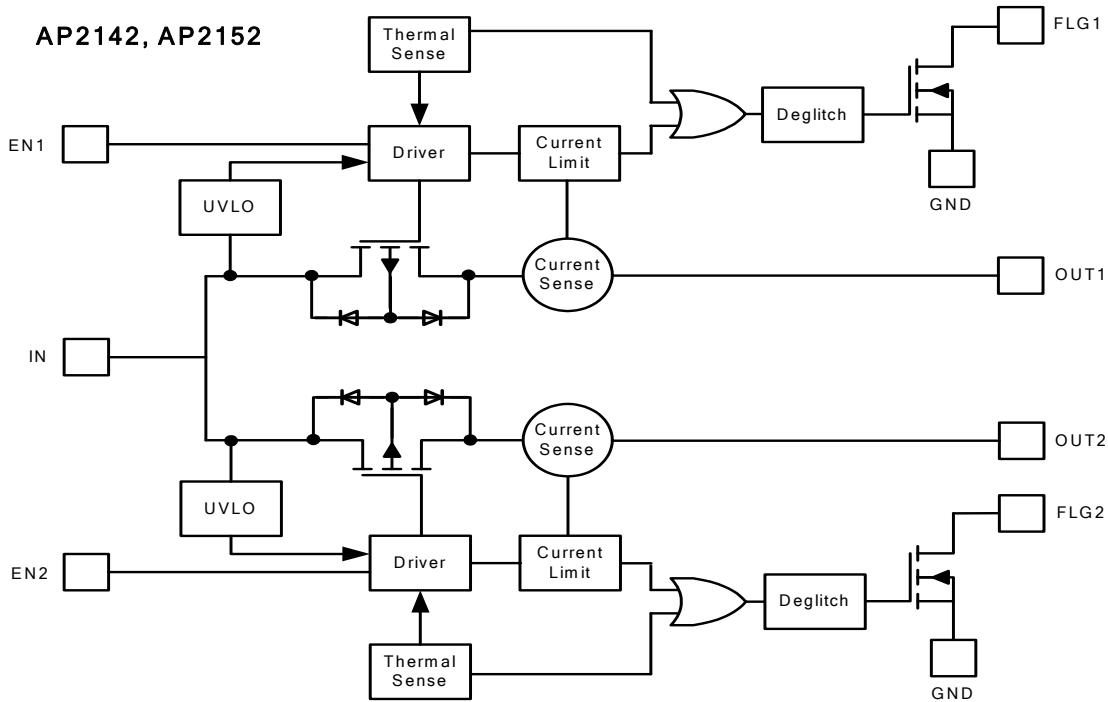 AP2142, AP2152
Thermal
Sense
FLG1
Deglitch
EN1
Driver
Current
Limit
UVLO
GND
Current
Sense
OUT1
IN
Current
Sense
OUT2
UVLO
FLG2
Driver
Current
Limit
EN2
Deglitch
Thermal
Sense
GND